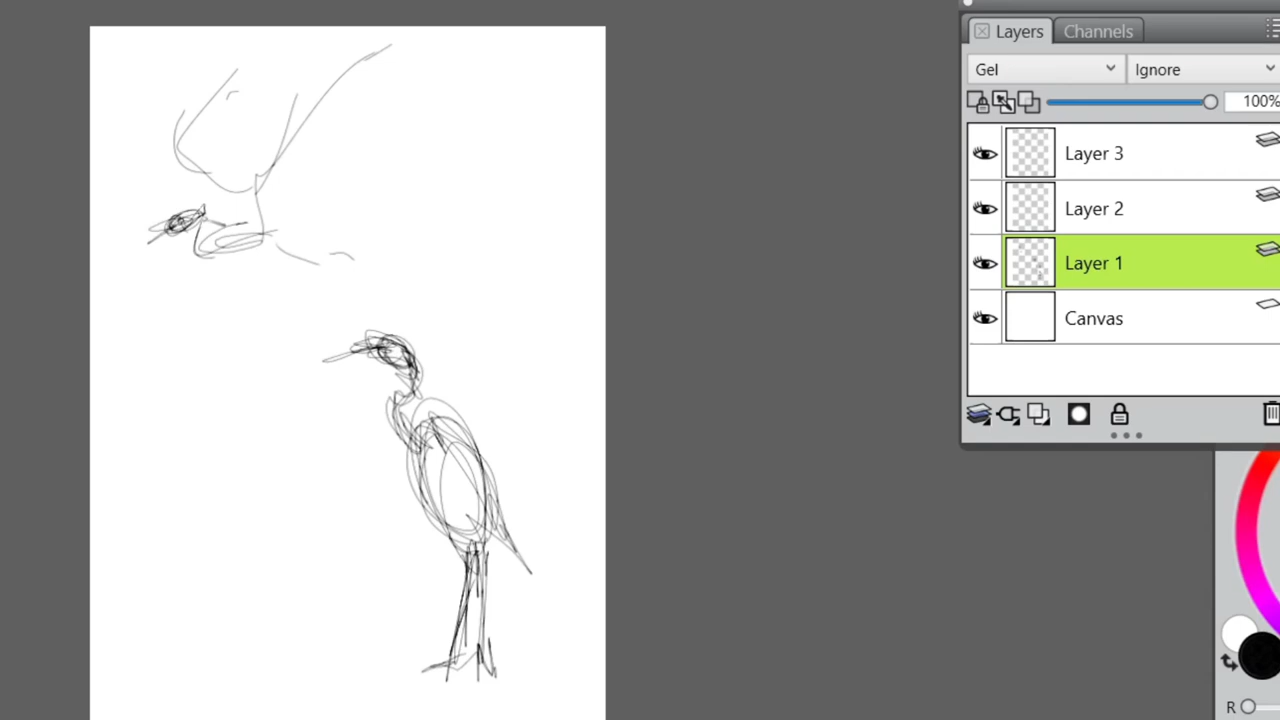 Layers Channels
Gel Ignore
100%
Layer 3
Layer 2
Layer 1
Canvas
R